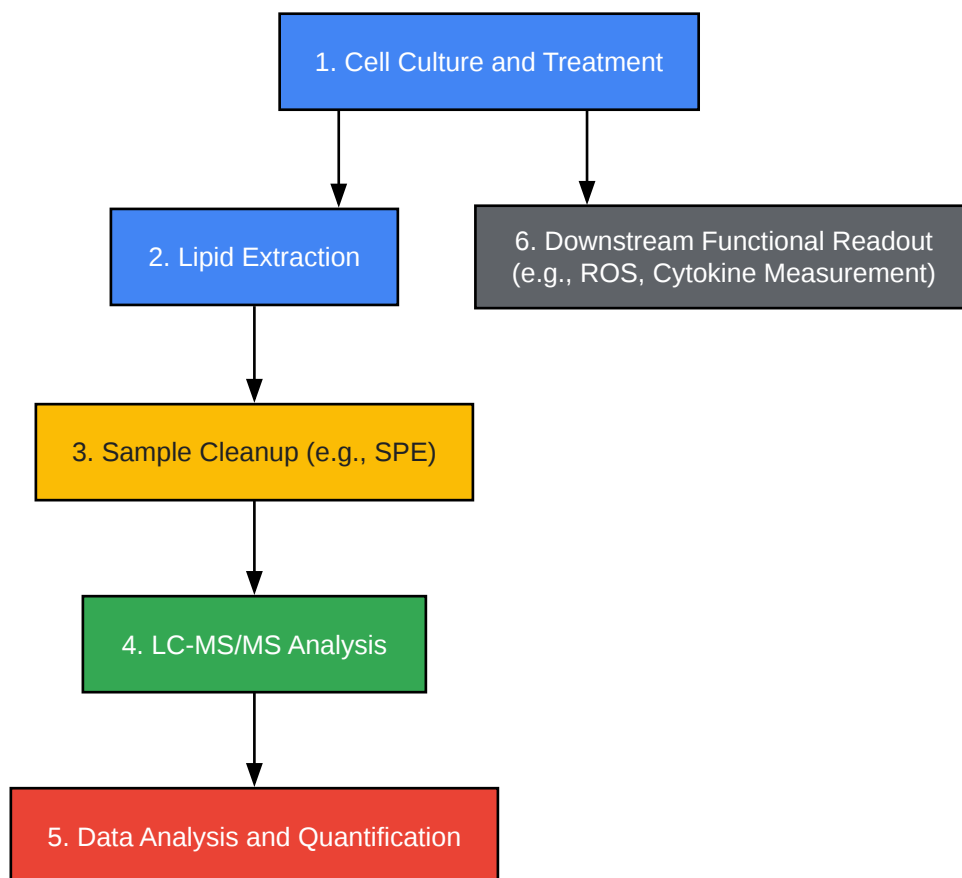 1. Cell Culture and Treatment
2. Lipid Extraction
6. Downstream Functional Readout
(e.g., ROS, Cytokine Measurement)
3. Sample Cleanup (e.g., SPE)
4. LC-MS/MS Analysis
5. Data Analysis and Quantification